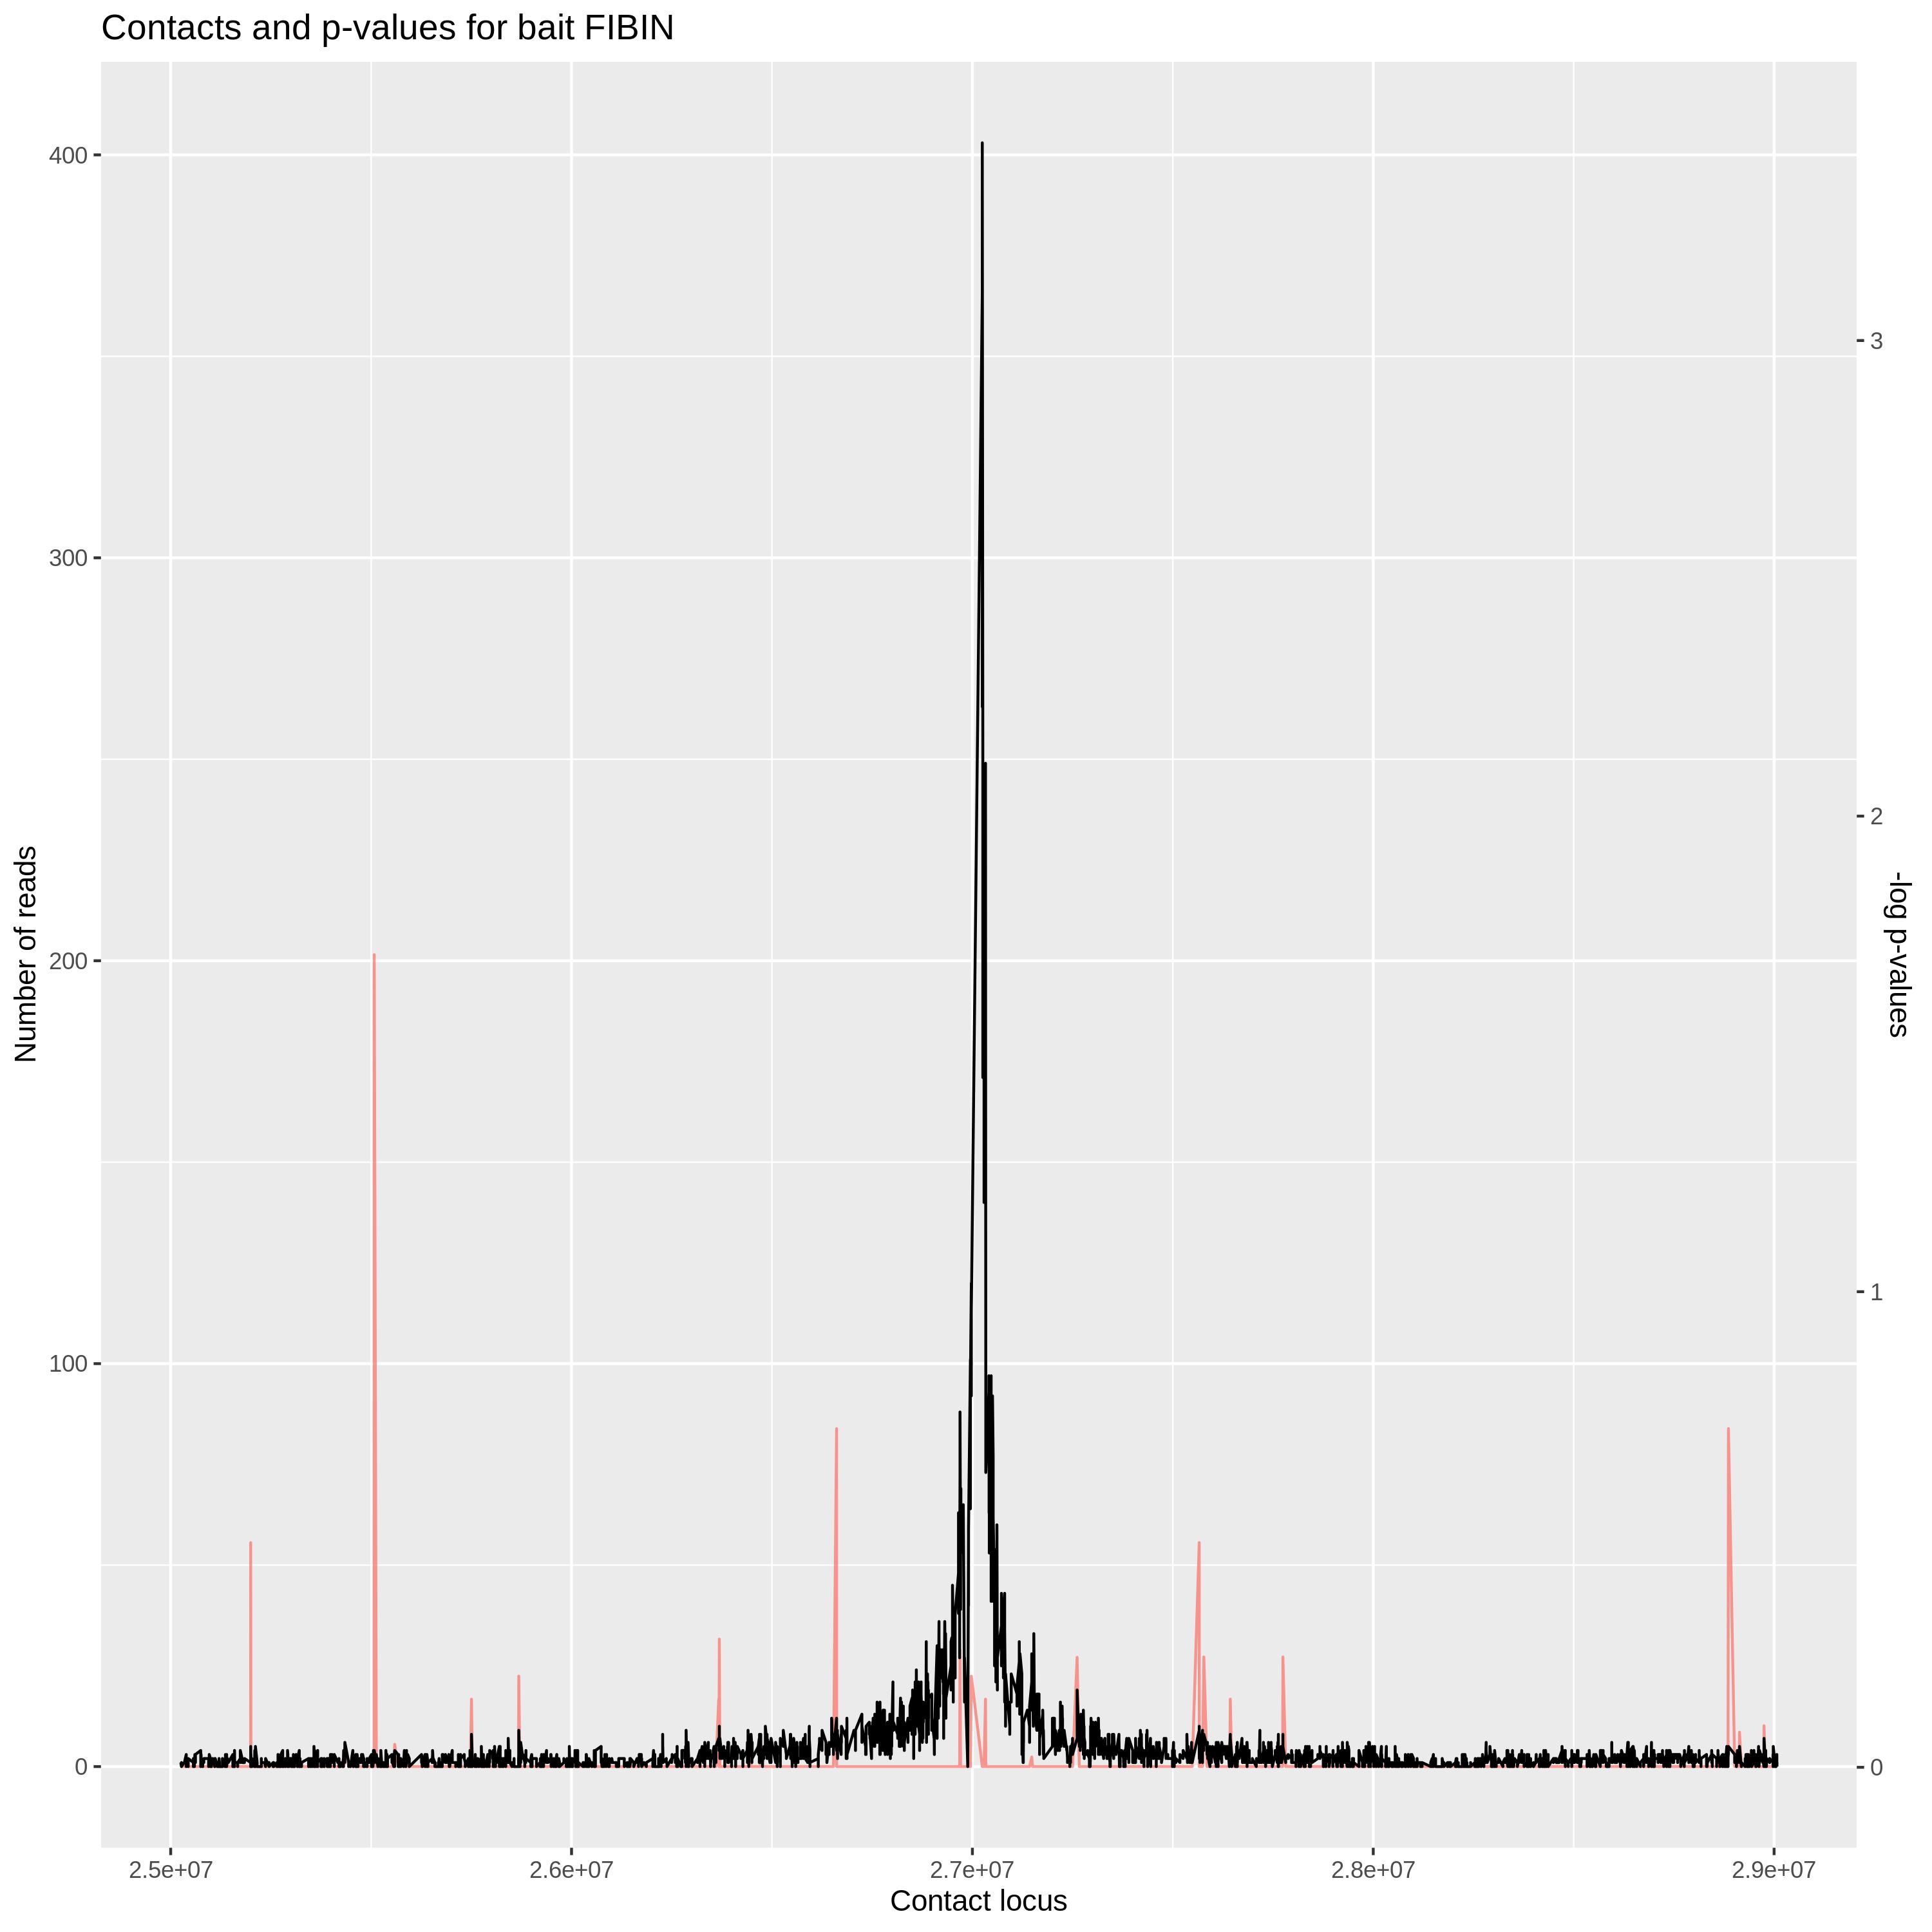 Contacts and p-values for bait FIBIN
400
300
200
100
0
Number of reads
3
2
1
0
-log p-values
2.5e+07
2.6e+07
2.7e+07
2.8e+07
2.9e+07
Contact locus